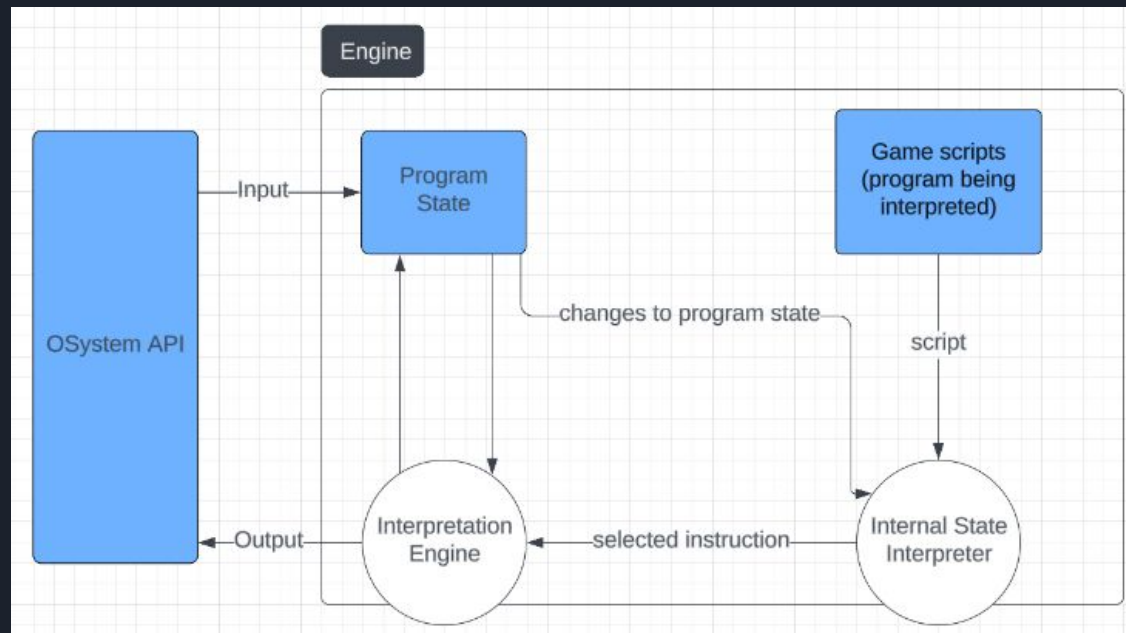 Engine
Input
Program
State
Game scripts
(program being
interpreted)
changes to program state
OSystem API
script
Output
Interpretation
Engine
selected instruction
Internal State
Interpreter